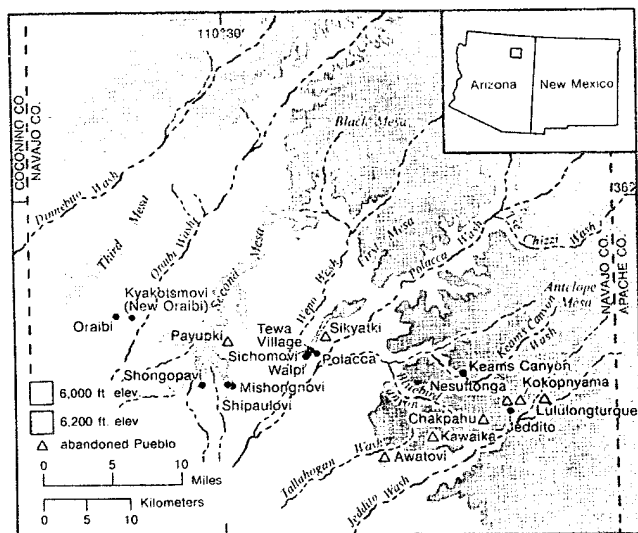 110°30'
Arizona
New Mexico
COCONINO CO.
NAVAJO CO.
Black Mesa
Dinnebito Wash
Third Mesa
Oraibi Wash
Second Mesa
Wepo Wash
First Mesa
Polacca Wash
Chizzi Wash
NAVAJO CO.
APACHE CO.
Antelope
Mesa
Keams Canyon
Wash
Kyakotsmovi
(New Oraibi)
Oraibi
Payupki
Tewa
Village
Sichomovi
Walpi
Sikyatki
Polacca
Keams Canyon
Nesuftonga
Kokopnyama
Shongopavi
Mishongnovi
Shipaulovi
Canyon
Chakpahu
Lululongturque
Jeddito
Kawaika
Awatovi
Tallahogan Wash
Jeddito Wash
6,000 ft. elev
6,200 ft. elev.
abandoned Pueblo
0 5 10
Miles
Kilometers
0 5 10